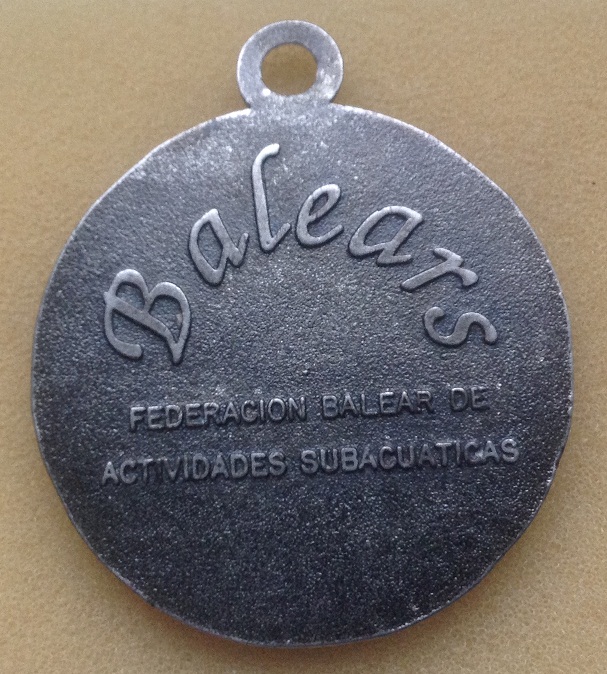 Balears
FEDERACION BALEAR DE
ACTIVIDADES SUBACUATICAS